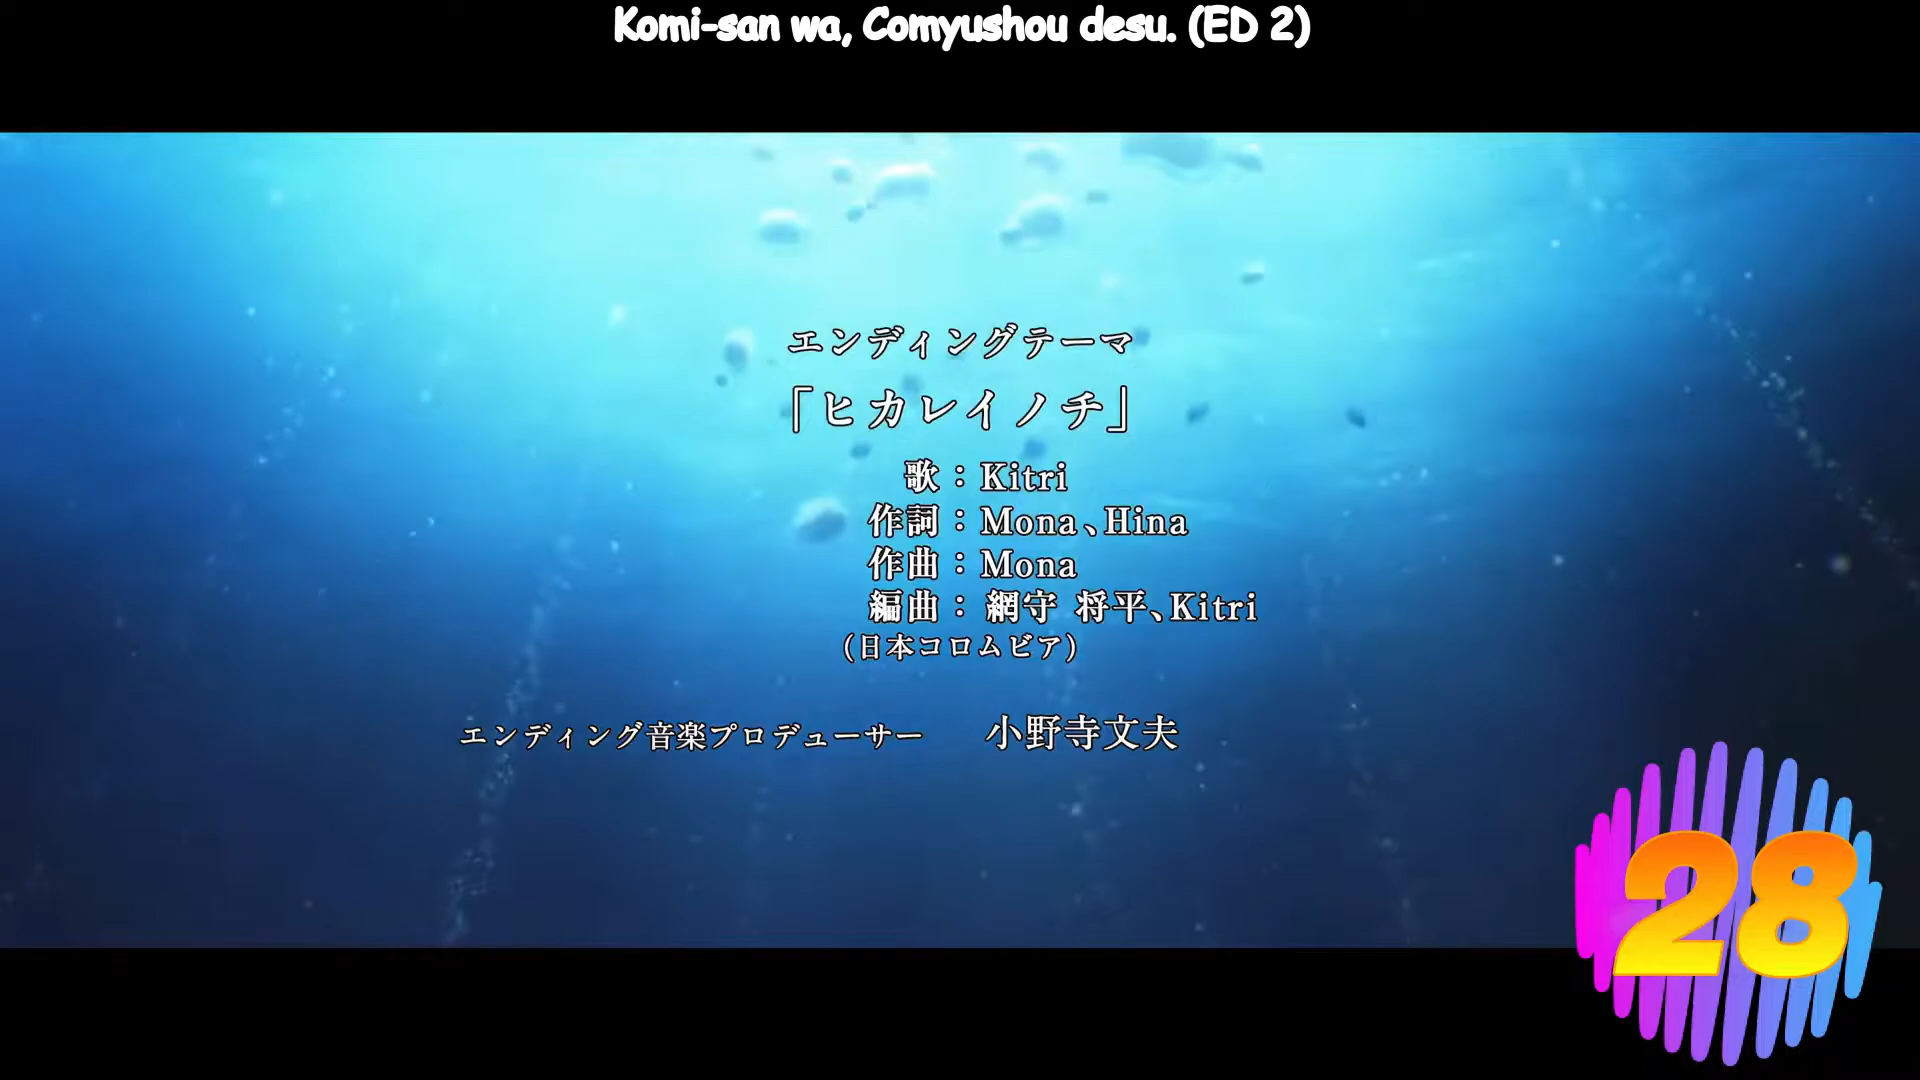 Komi-san wa, Comyushou desu. (ED 2)
エンディングテーマ
「ヒカレイノチ」
歌：Kitri
作詞：Mona、Hina
作曲：Mona
編曲：網守 将平、Kitri
(日本コロムビア)
エンディング音楽プロデューサー 小野寺文夫
28